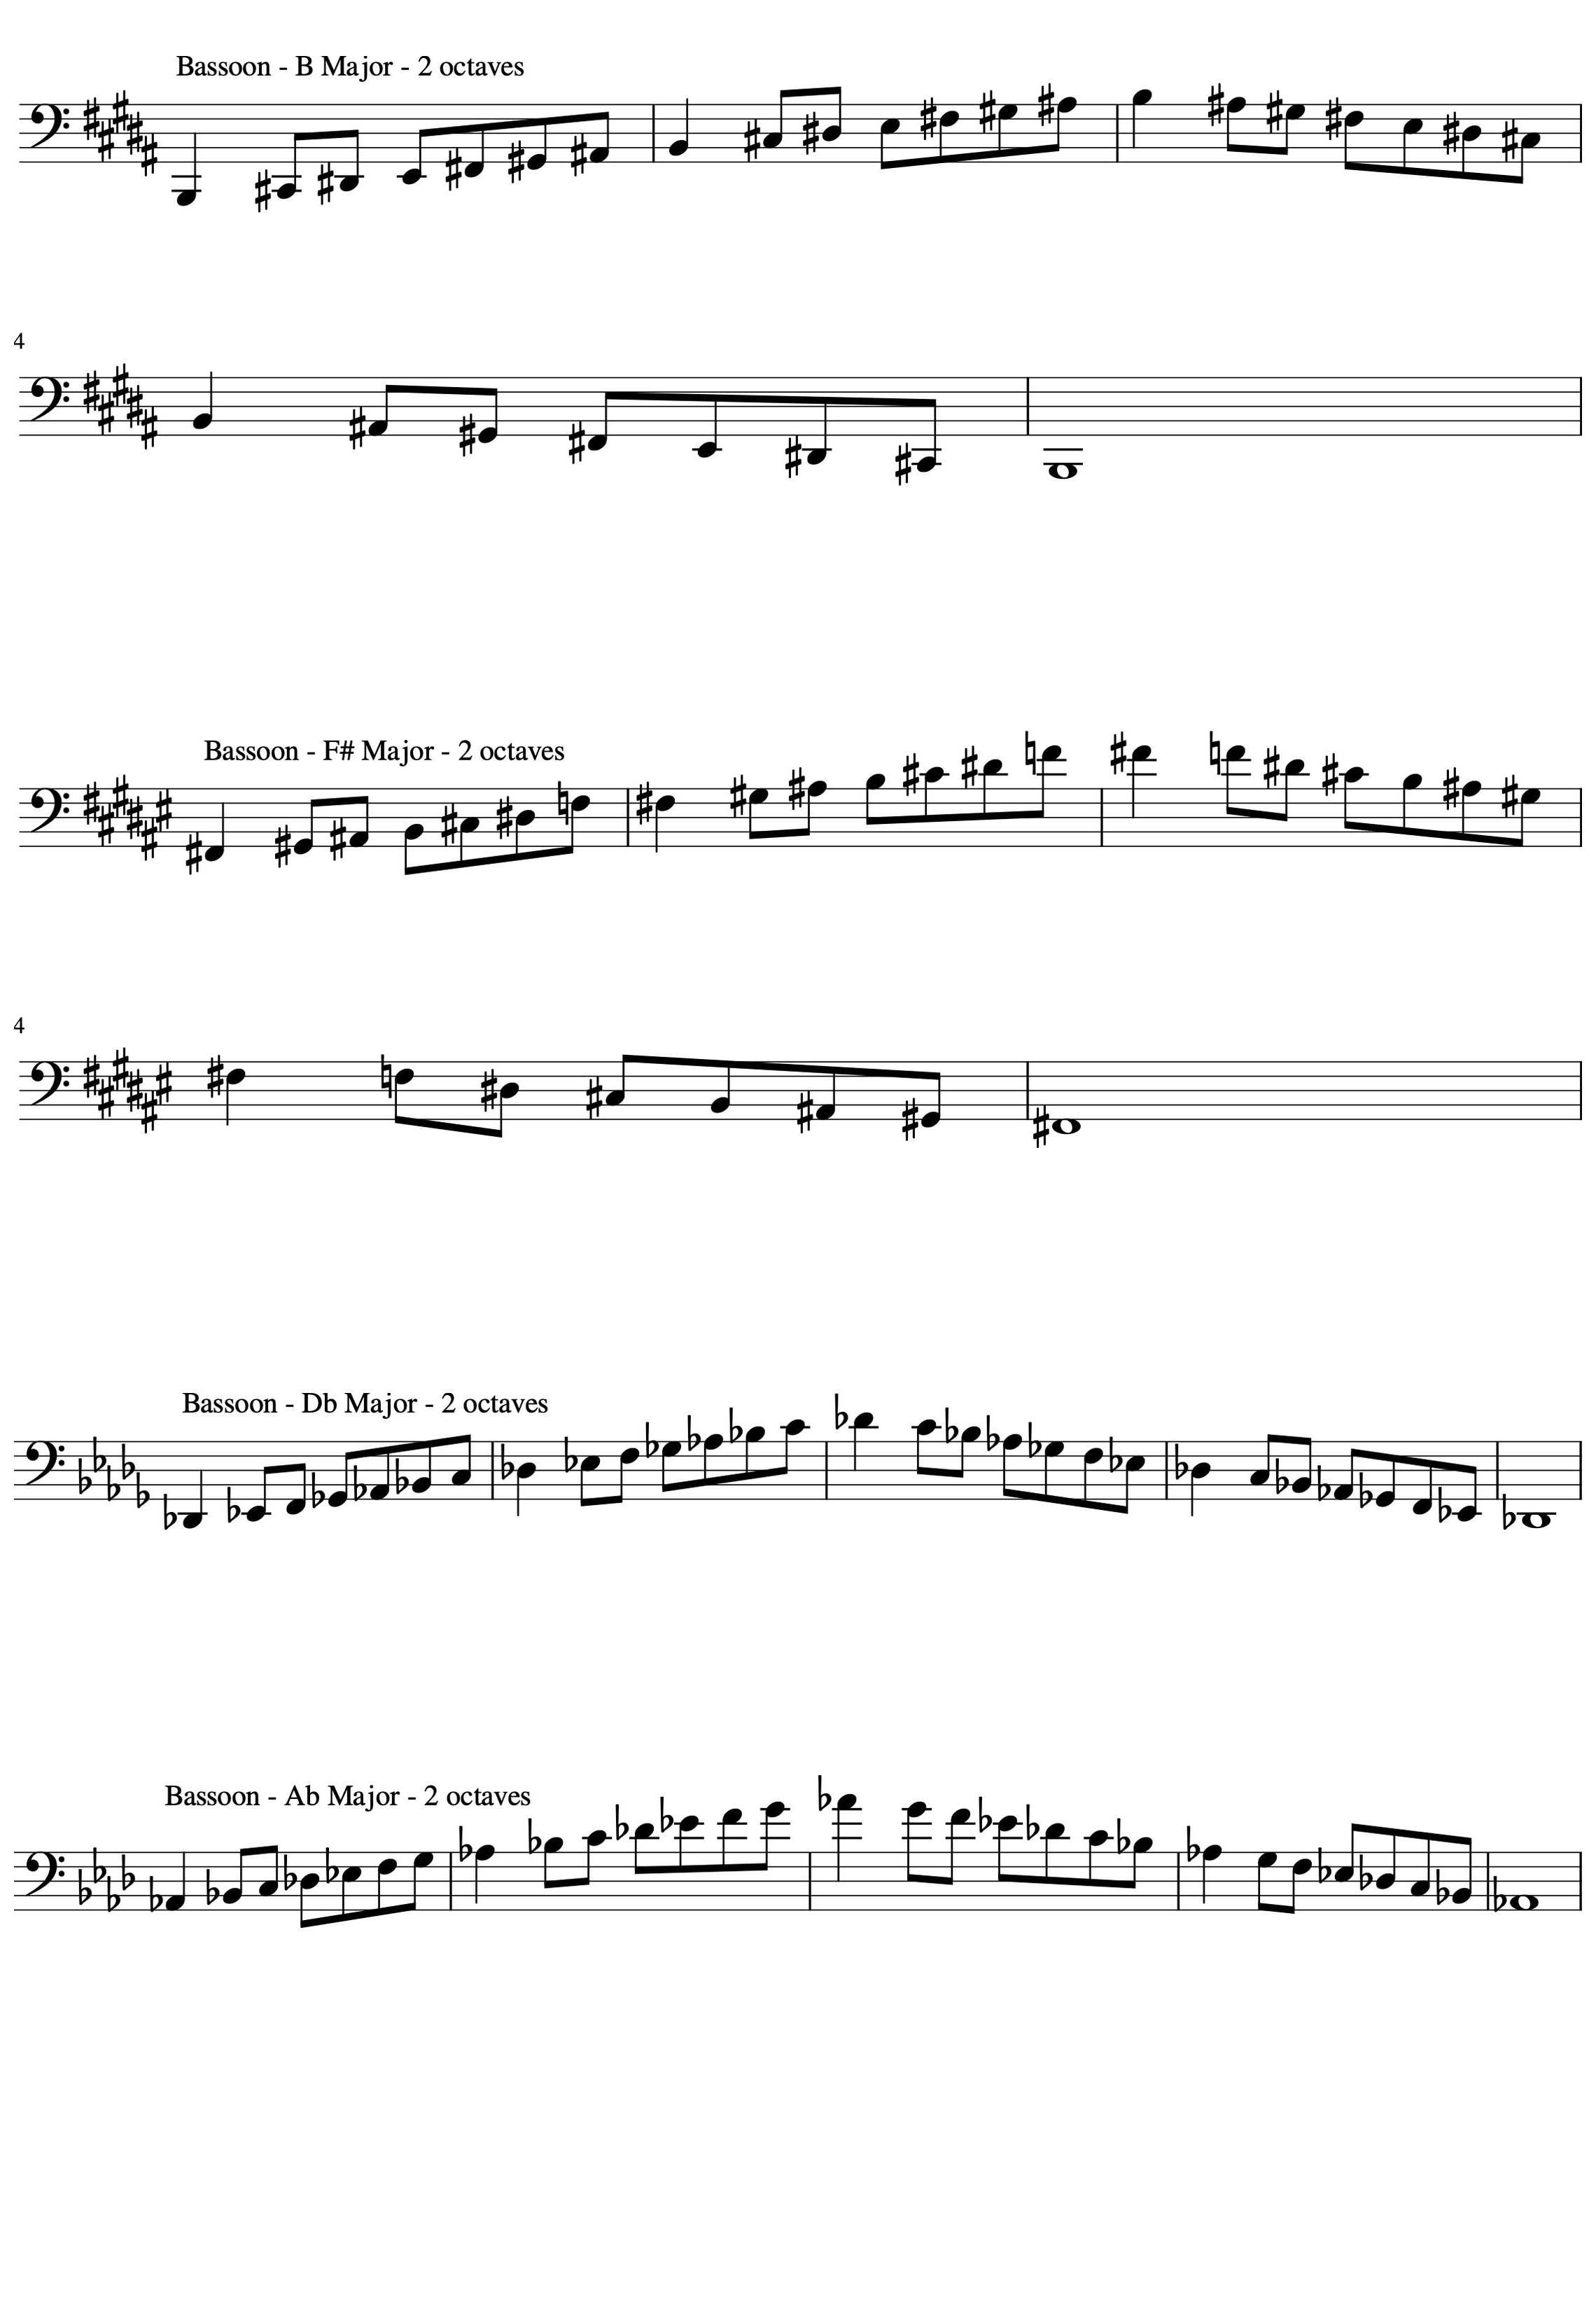 Bassoon - B Major - 2 octaves
4
Bassoon - F# Major - 2 octaves
4
Bassoon - Db Major - 2 octaves
Bassoon - Ab Major - 2 octaves